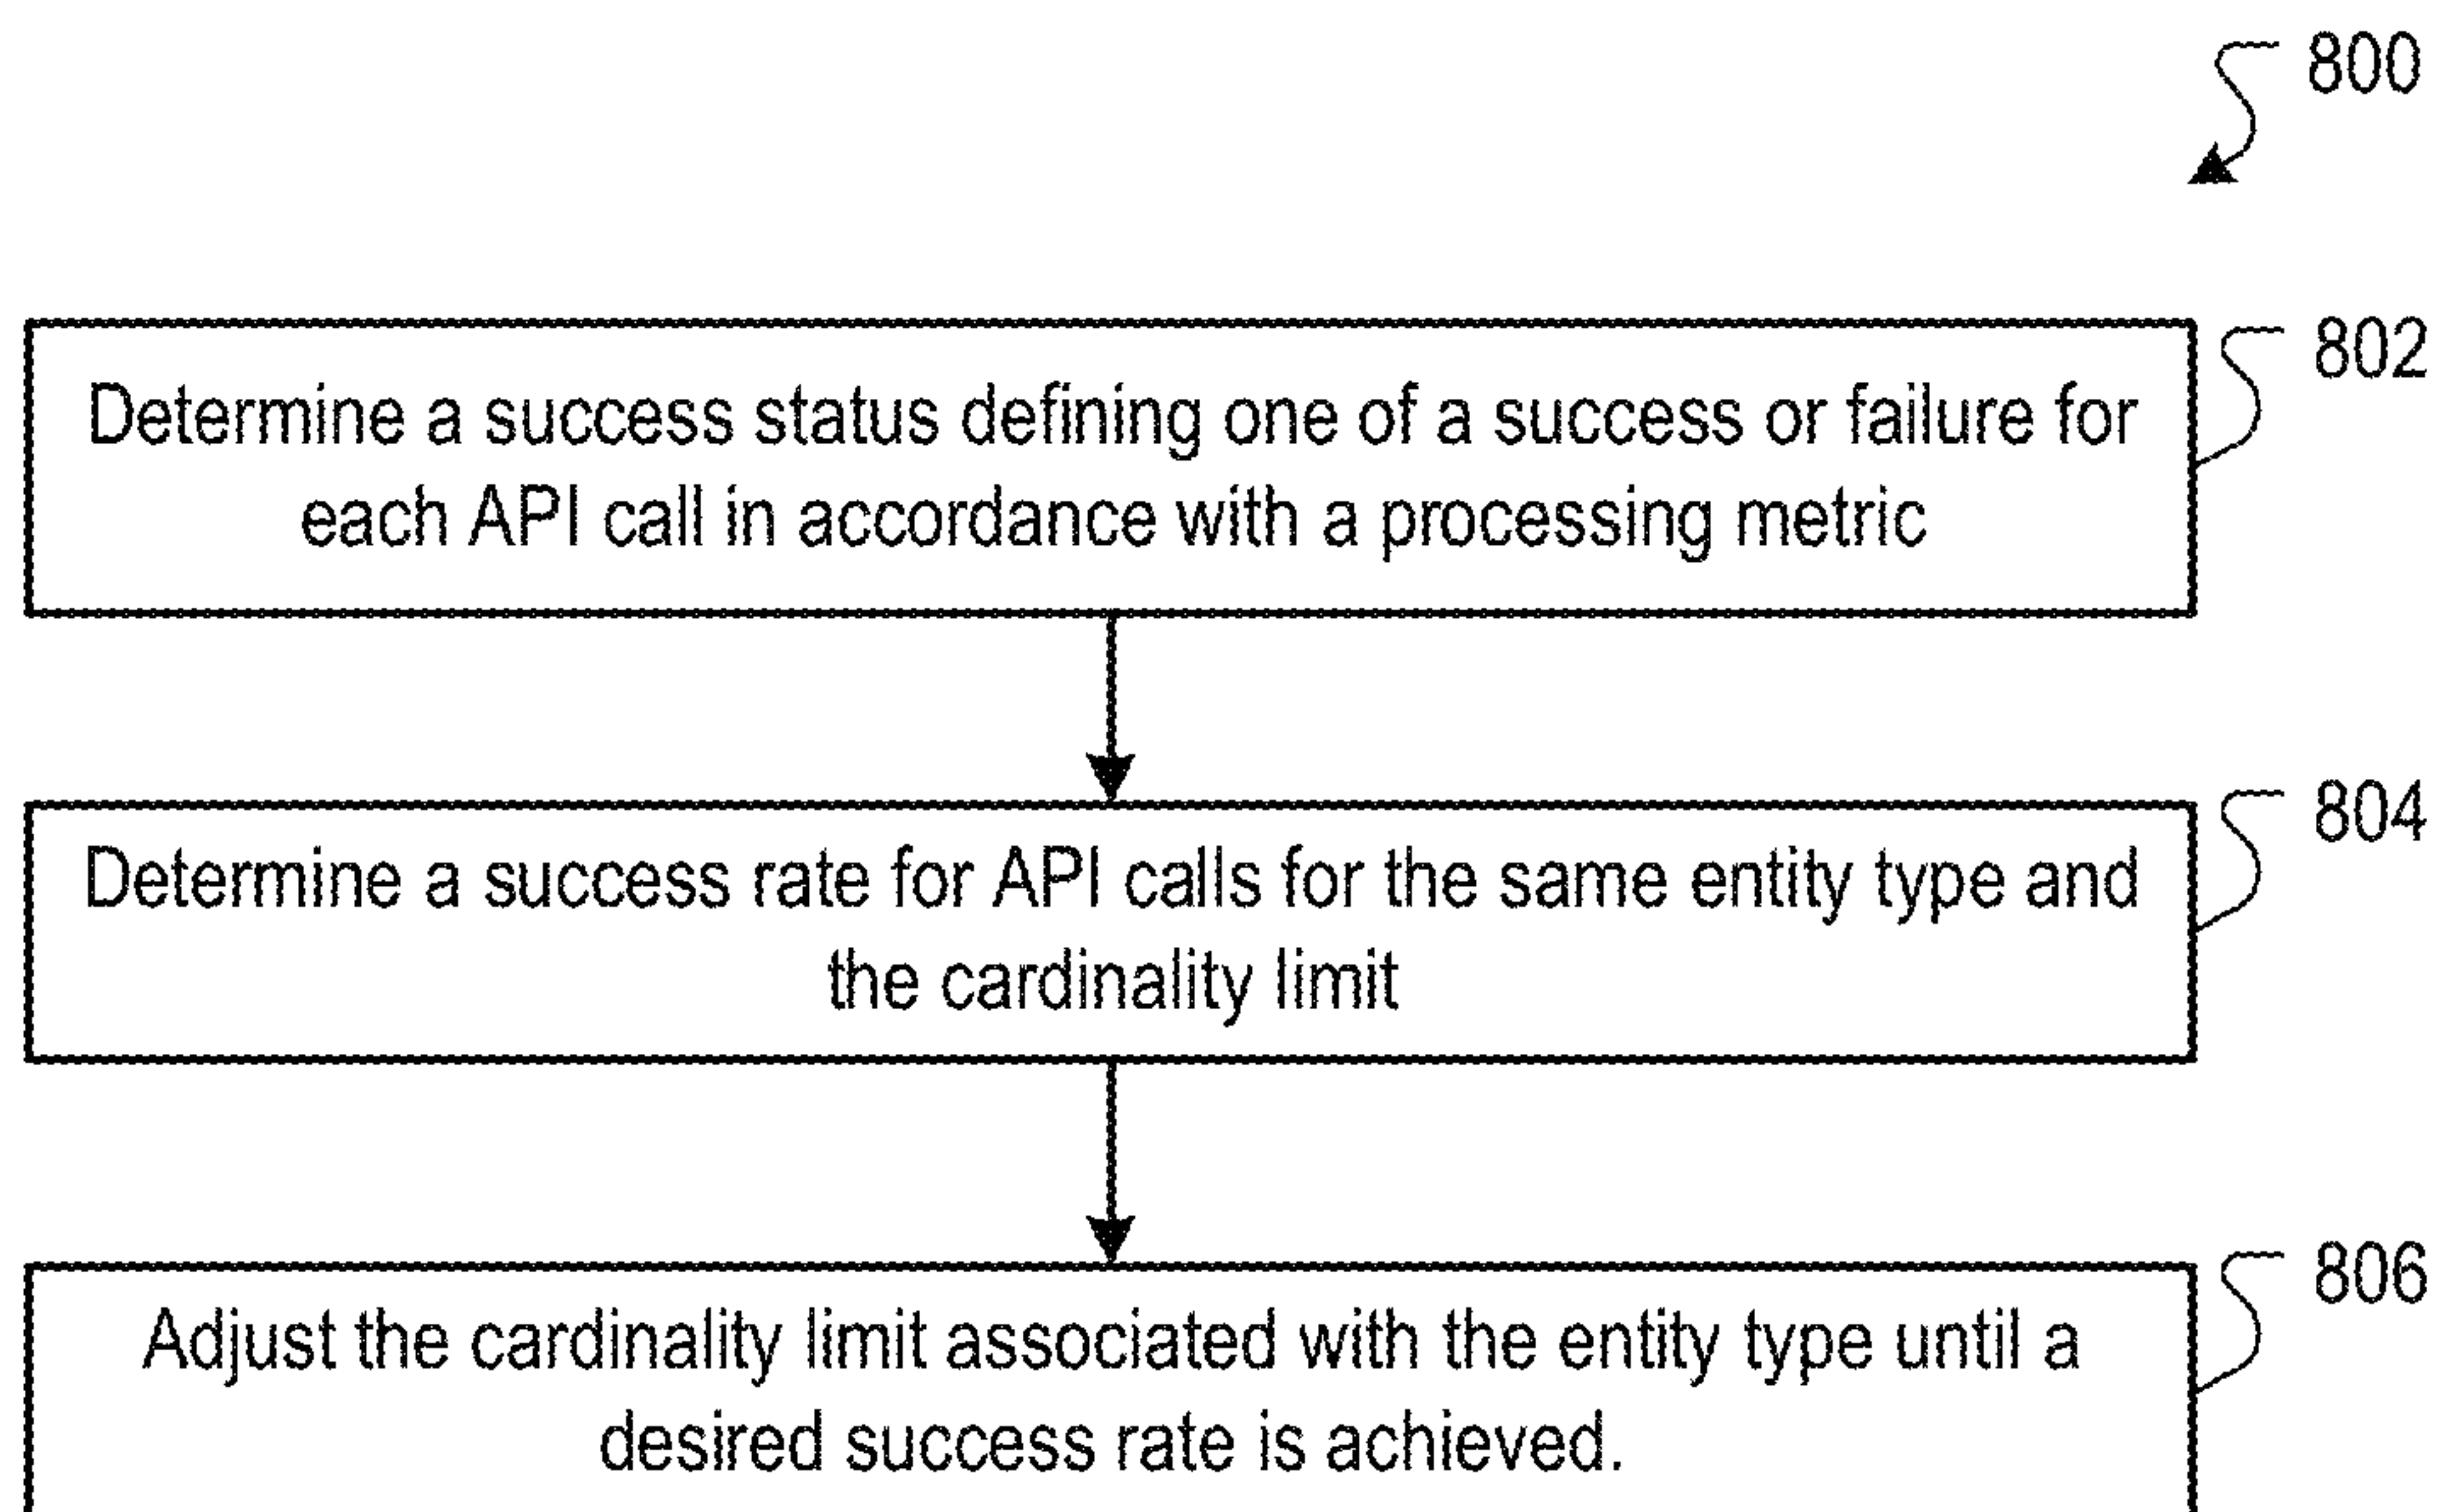 800
802
Determine a success status defining one of a success or failure for
each API call in accordance with a processing metric
804
Determine a success rate for API calls for the same entity type and
the cardinality limit
806
Adjust the cardinality limit associated with the entity type until a
desired success rate is achieved.